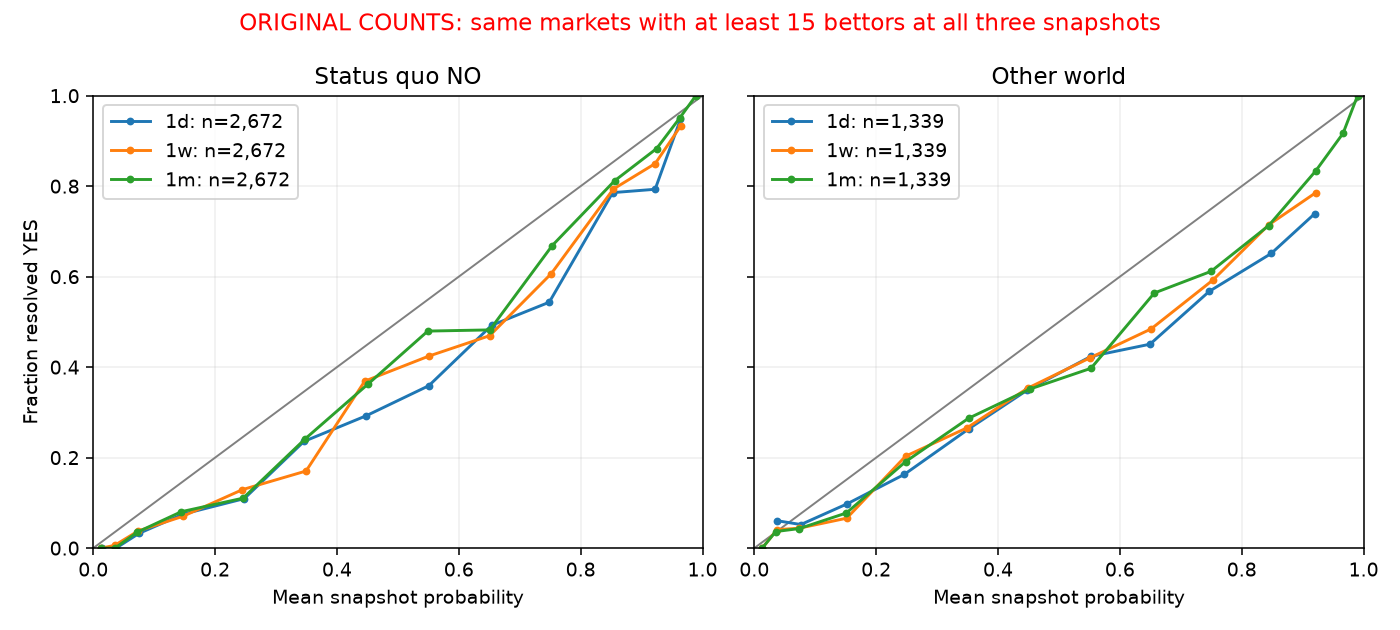 ORIGINAL COUNTS: same markets with at least 15 bettors at all three snapshots
Status quo NO
1d: n=2,672
1w: n=2,672
1m: n=2,672
Fraction resolved YES
1.0
0.8
0.6
0.4
0.2
0.0
0.0 0.2 0.4 0.6 0.8 1.0
Mean snapshot probability
Other world
1d: n=1,339
1w: n=1,339
1m: n=1,339
0.0 0.2 0.4 0.6 0.8 1.0
Mean snapshot probability